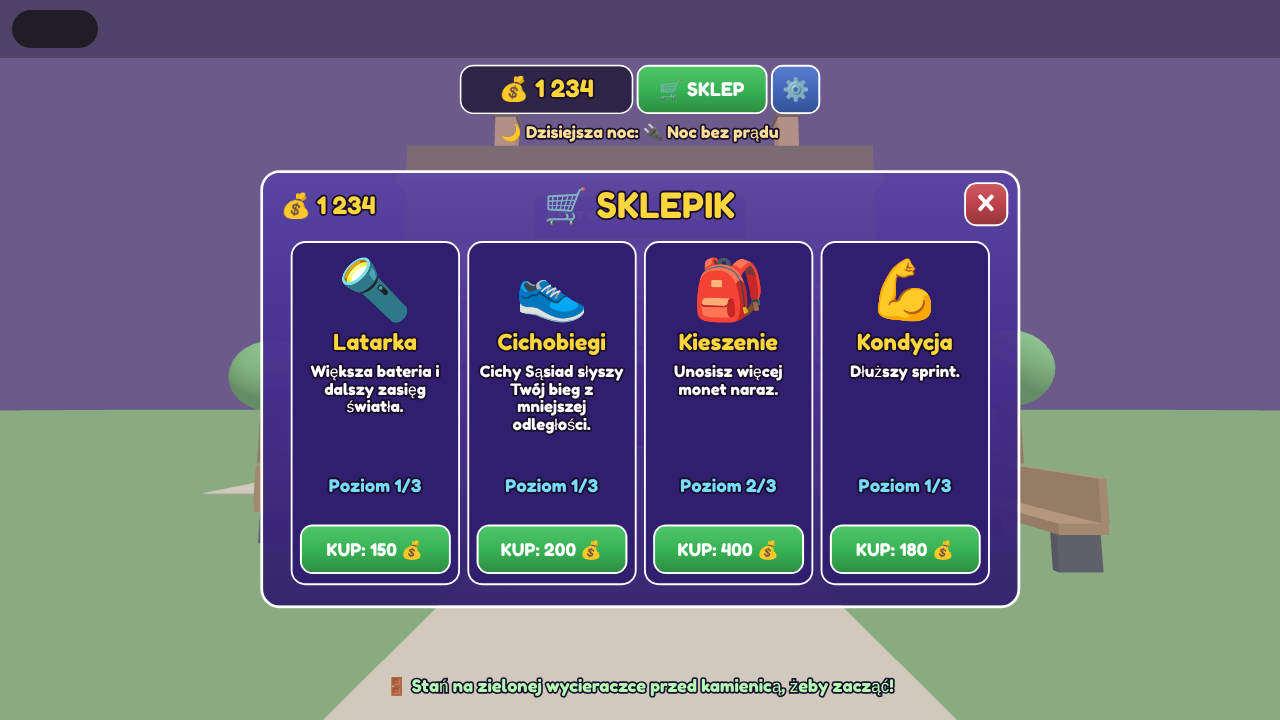 1 234
SKLEP
Dzisiejsza noc: Noc bez prądu
1 234
SKLEPIK
Latarka
Większa bateria i
dalszy zasięg
światła.
Poziom 1/3
KUP: 150
Cichobiegi
Cichy Sąsiad słyszy
Twój bieg z
mniejszej
odległości.
Poziom 1/3
KUP: 200
Kieszenie
Unosisz więcej
monet naraz.
Poziom 2/3
KUP: 400
Kondycja
Dłuższy sprint.
Poziom 1/3
KUP: 180
Stań na zielonej wycieraczce przed kamienicą, żeby zacząć!